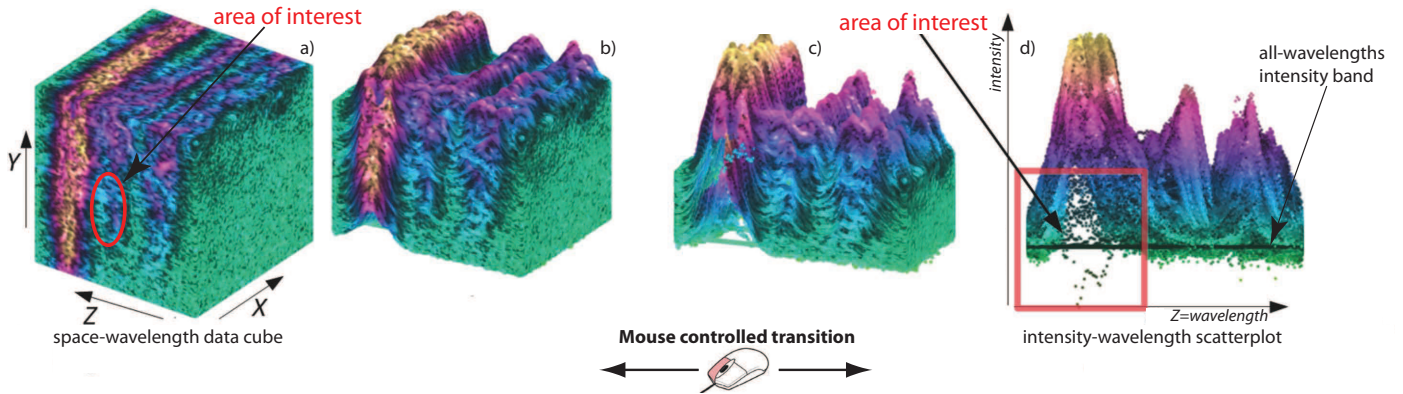 area of interest
a)
b)
c)
area of interest
d)
intensity
all-wavelengths
intensity band
Y
Z
X
Z=wavelength
space-wavelength data cube
intensity-wavelength scatterplot
Mouse controlled transition